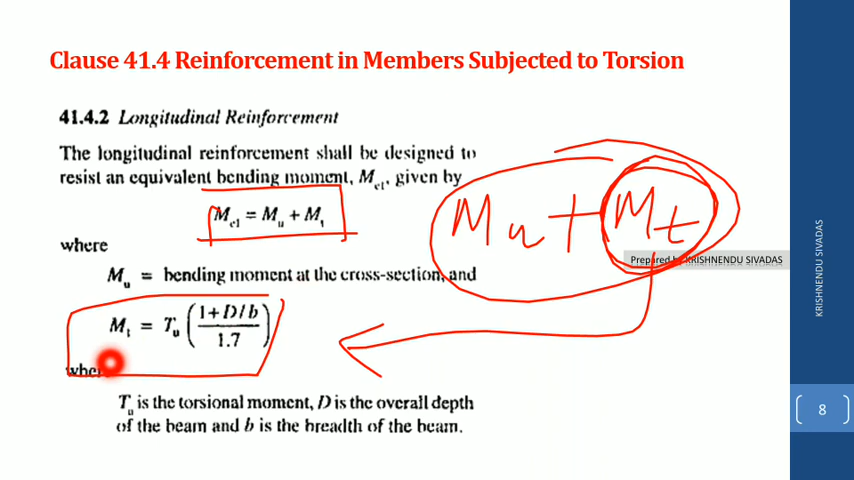 Clause 41.4 Reinforcement in Members Subjected to Torsion
41.4.2 Longitudinal Reinforcement
The longitudinal reinforcement shall be designed to
resist an equivalent bending moment, Me1, given by
Me1 = Mu + Mt
Mu + Mt
where
Prepared by KRISHNENDU SIVADAS
Mu = bending moment at the cross-section, and
Mt = Tu ( (1+D/b) / 1.7 )
Tu is the torsional moment, D is the overall depth
of the beam and b is the breadth of the beam.
KRISHNENDU SIVADAS
8